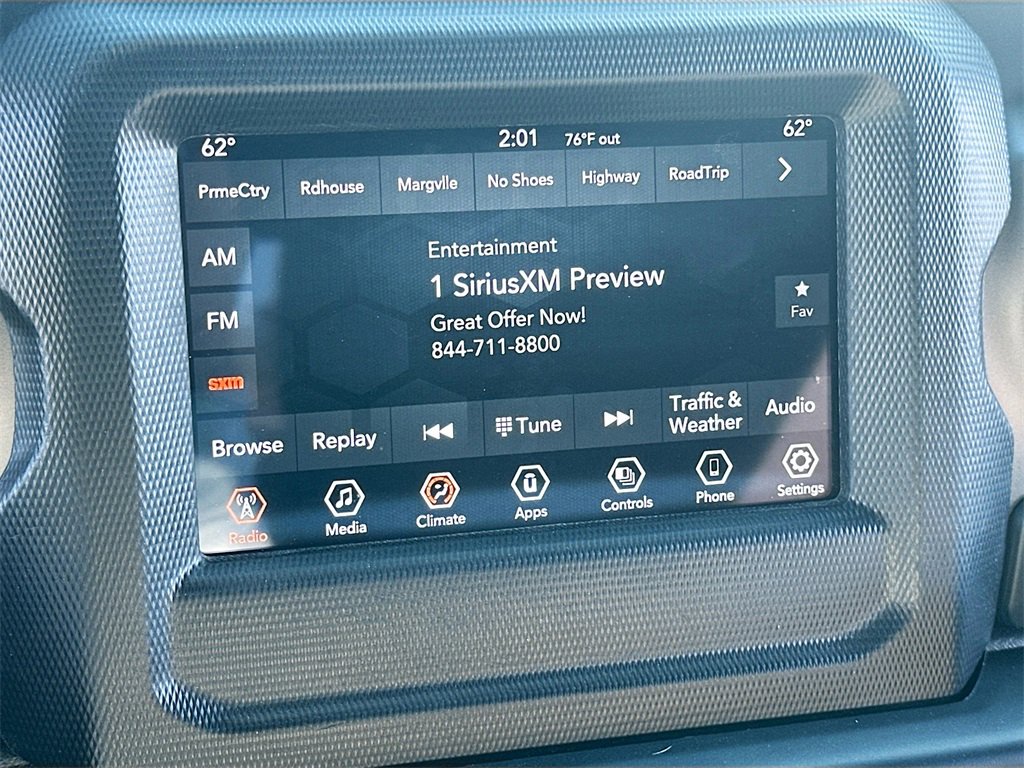 62° 2:01 76°F out 62°
PrmeCtry Rdhouse Margvlle No Shoes Highway RoadTrip
AM
Entertainment
1 SiriusXM Preview
Great Offer Now!
844-711-8800
FM
Fav
sxm
Browse Replay Tune Traffic & Weather Audio
Radio Media Climate Apps Controls Phone Settings